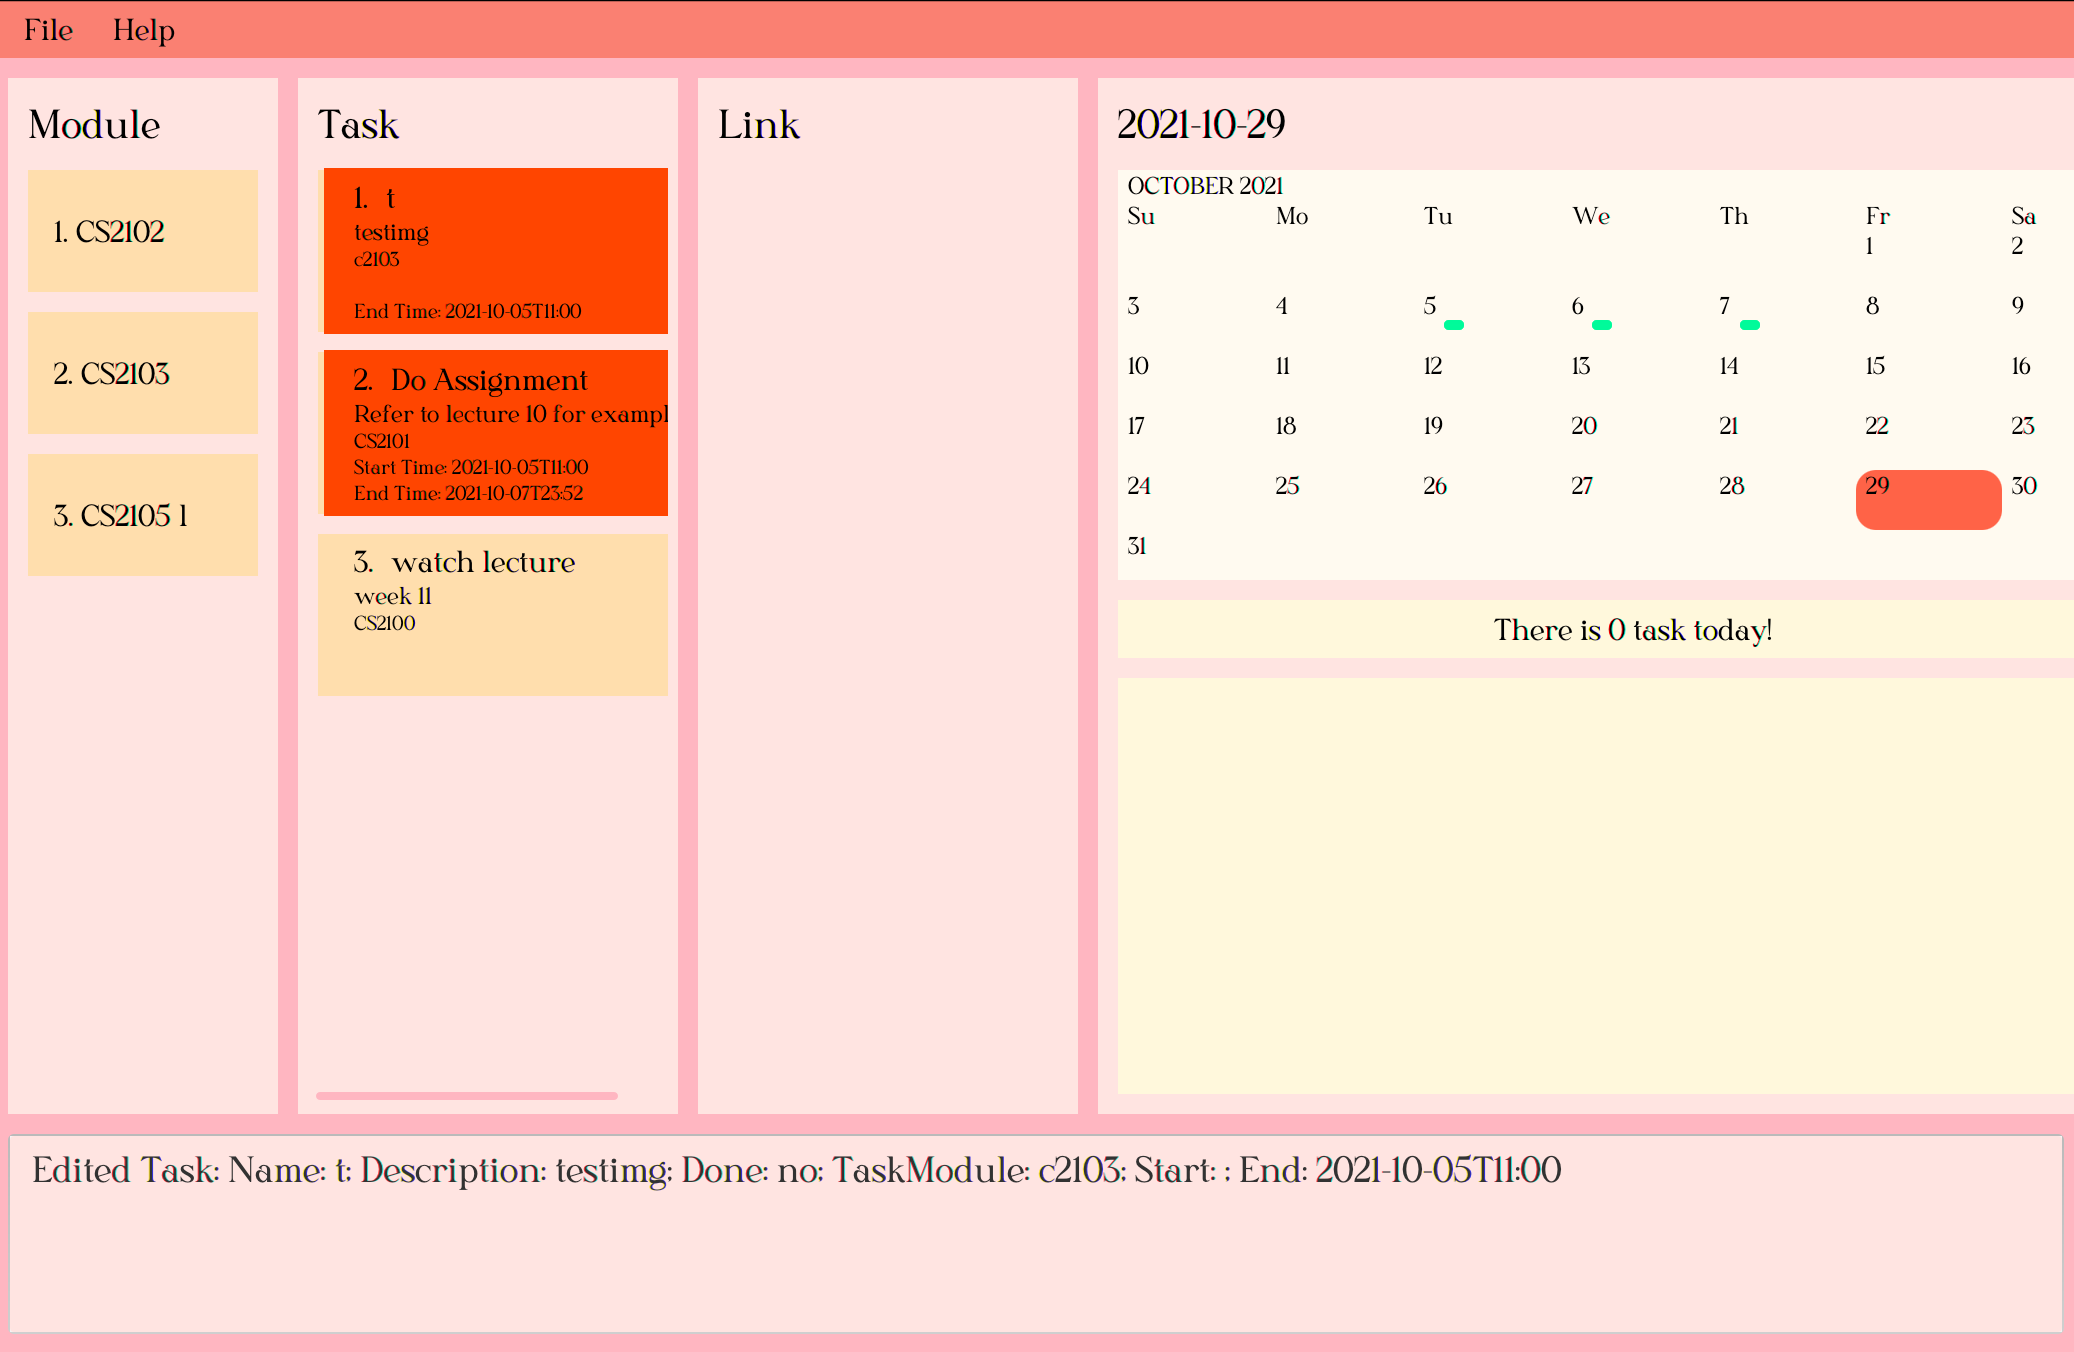 File Help
Module
1. CS2102
2. CS2103
3. CS2105 1
Task
1. t
testimg
c2103
End Time: 2021-10-05T11:00
2. Do Assignment
Refer to lecture 10 for exampl
CS2101
Start Time: 2021-10-05T11:00
End Time: 2021-10-07T23:52
3. watch lecture
week 11
CS2100
Link
2021-10-29
OCTOBER 2021
Su Mo Tu We Th Fr Sa
1 2
3 4 5 6 7 8 9
10 11 12 13 14 15 16
17 18 19 20 21 22 23
24 25 26 27 28 29 30
31
There is 0 task today!
Edited Task: Name: t; Description: testimg; Done: no; TaskModule: c2103; Start: ; End: 2021-10-05T11:00